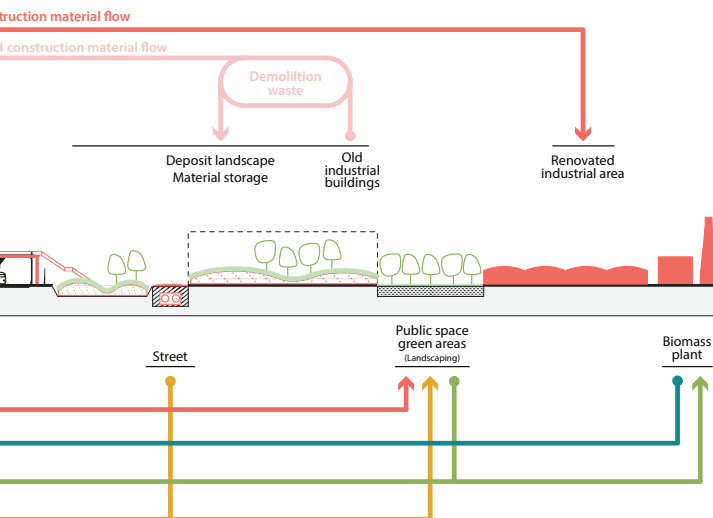 truction material flow
d construction material flow
Demoliltion
waste
Deposit landscape
Material storage
Old
industrial
buildings
Renovated
industrial area
Street
Public space
green areas
(Landscaping)
Biomass
plant